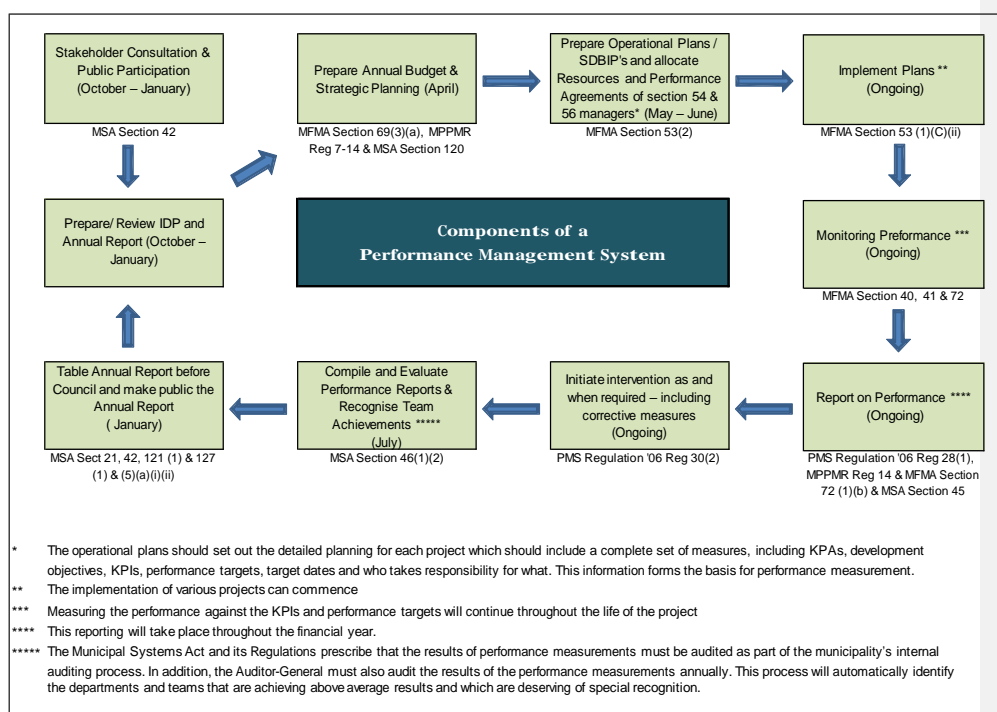 Stakeholder Consultation &
Public Participation
(October – January)
MSA Section 42
Prepare Annual Budget &
Strategic Planning (April)
MFMA Section 69(3)(a), MPPMR
Reg 7-14 & MSA Section 120
Prepare Operational Plans /
SDBIP's and allocate
Resources and Performance
Agreements of section 54 &
56 managers* (May – June)
MFMA Section 53(2)
Implement Plans **
(Ongoing)
MFMA Section 53 (1)(C)(ii)
Prepare/ Review IDP and
Annual Report (October –
January)
Components of a
Performance Management System
Monitoring Preformance ***
(Ongoing)
MFMA Section 40, 41 & 72
Table Annual Report before
Council and make public the
Annual Report
( January)
MSA Sect 21, 42, 121 (1) & 127
(1) & (5)(a)(i)(ii)
Compile and Evaluate
Performance Reports &
Recognise Team
Achievements *****
(July)
MSA Section 46(1)(2)
Initiate intervention as and
when required – including
corrective measures
(Ongoing)
PMS Regulation '06 Reg 30(2)
Report on Performance ****
(Ongoing)
PMS Regulation '06 Reg 28(1),
MPPMR Reg 14 & MFMA Section
72 (1)(b) & MSA Section 45
* The operational plans should set out the detailed planning for each project which should include a complete set of measures, including KPAs, development
objectives, KPIs, performance targets, target dates and who takes responsibility for what. This information forms the basis for performance measurement.
** The implementation of various projects can commence
*** Measuring the performance against the KPIs and performance targets will continue throughout the life of the project
**** This reporting will take place throughout the financial year.
***** The Municipal Systems Act and its Regulations prescribe that the results of performance measurements must be audited as part of the municipality's internal
auditing process. In addition, the Auditor-General must also audit the results of the performance measurements annually. This process will automatically identify
the departments and teams that are achieving above average results and which are deserving of special recognition.